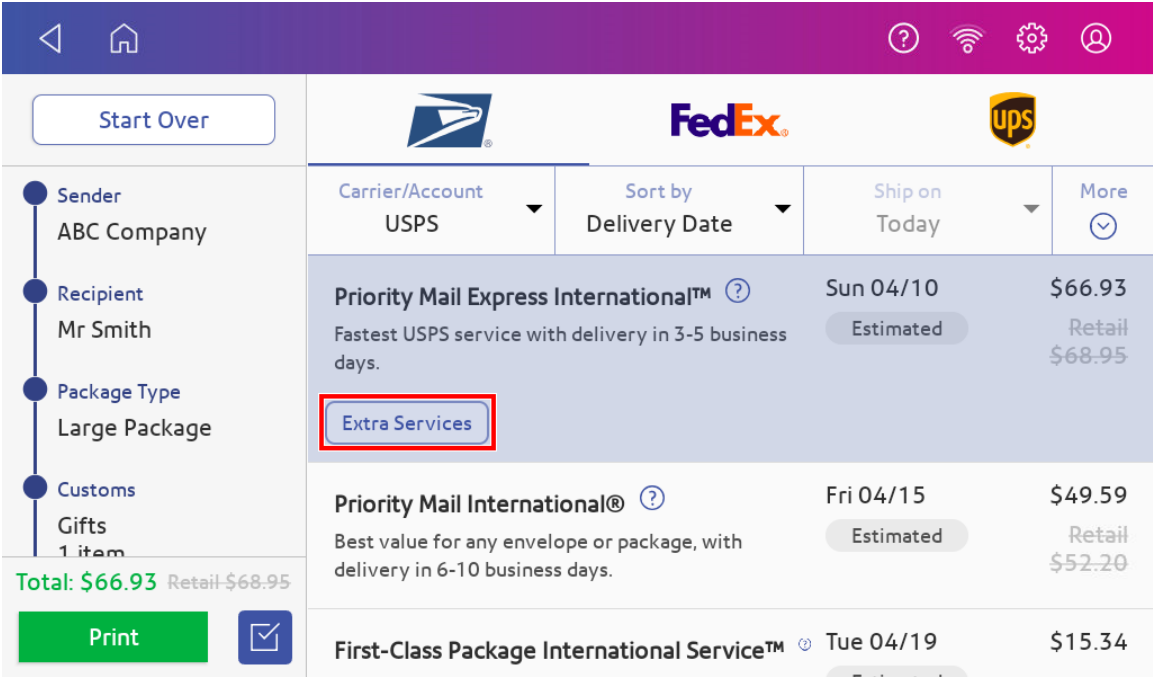 Start Over
FedEx®
ups
Sender
ABC Company
Recipient
Mr Smith
Package Type
Large Package
Customs
Gifts
1 item
Total: $66.93 Retail $68.95
Print
Carrier/Account
USPS
Sort by
Delivery Date
Ship on
Today
More
Priority Mail Express International™ ?
Sun 04/10
$66.93
Fastest USPS service with delivery in 3-5 business
days.
Estimated
Retail
$68.95
Extra Services
Priority Mail International® ?
Fri 04/15
$49.59
Best value for any envelope or package, with
delivery in 6-10 business days.
Estimated
Retail
$52.20
First-Class Package International Service™ ?
Tue 04/19
$15.34